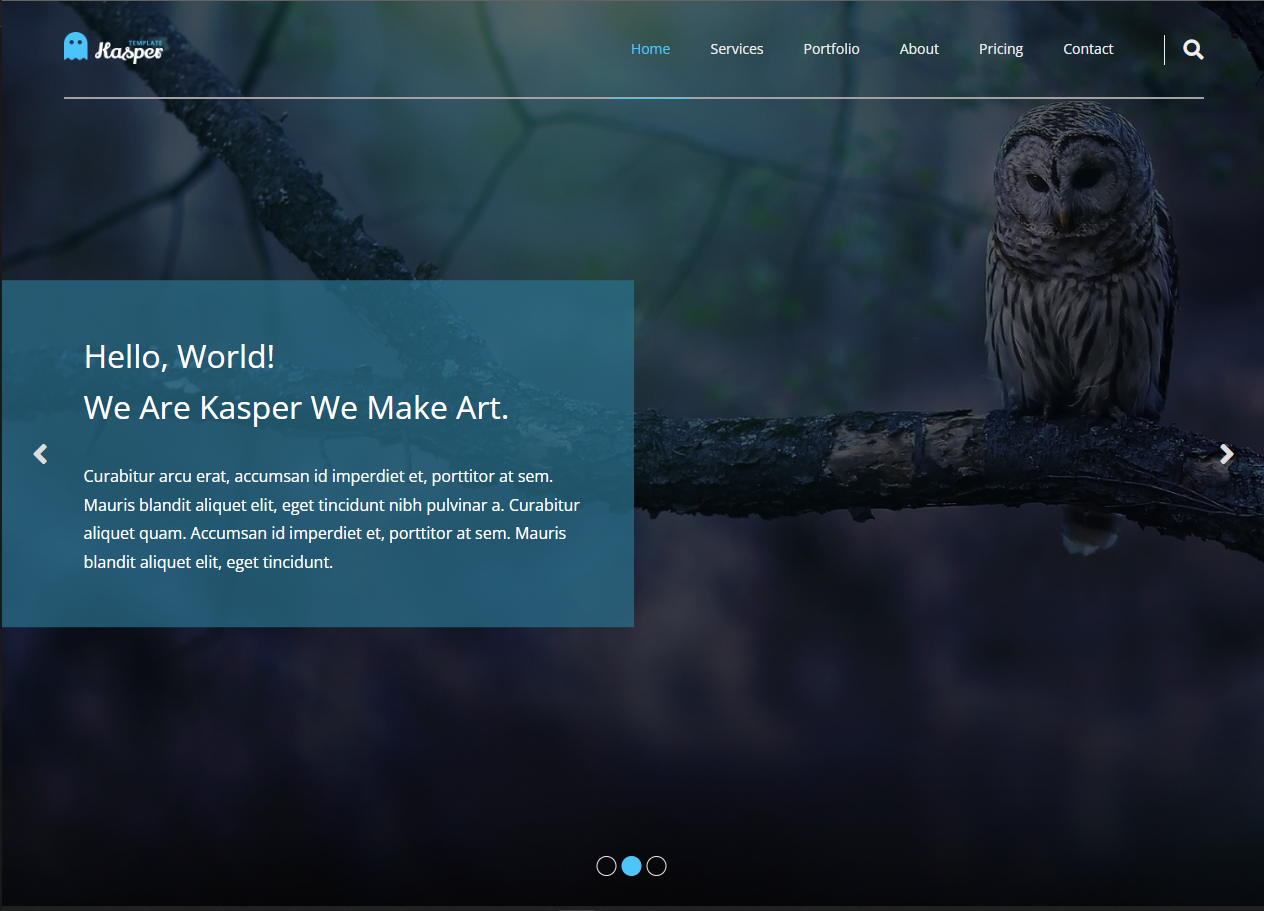 TEMPLATE
Kasper
Home Services Portfolio About Pricing Contact
Hello, World!
We Are Kasper We Make Art.
Curabitur arcu erat, accumsan id imperdiet et, porttitor at sem.
Mauris blandit aliquet elit, eget tincidunt nibh pulvinar a. Curabitur
aliquet quam. Accumsan id imperdiet et, porttitor at sem. Mauris
blandit aliquet elit, eget tincidunt.